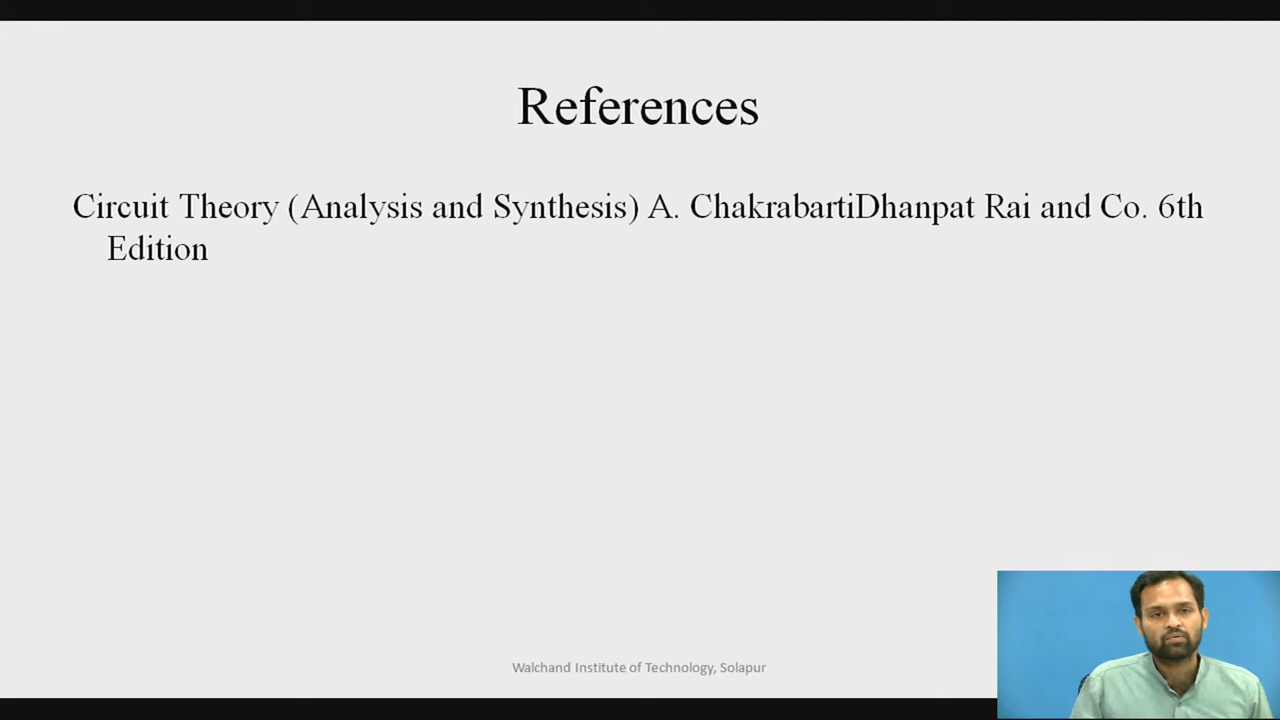 References
Circuit Theory (Analysis and Synthesis) A. ChakrabartiDhanpat Rai and Co. 6th
Edition
Walchand Institute of Technology, Solapur